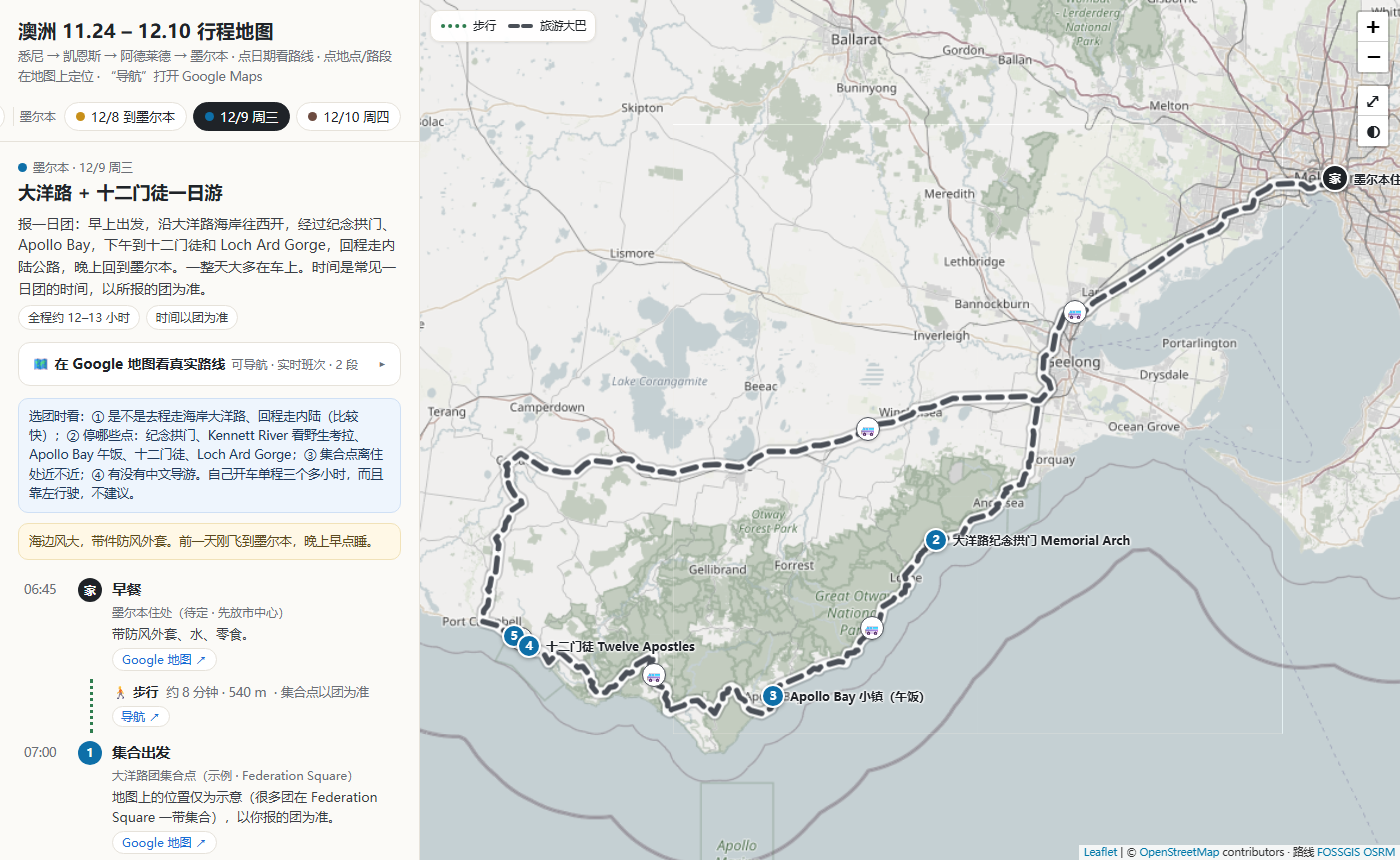 澳洲 11.24 – 12.10 行程地图
悉尼 → 凯恩斯 → 阿德莱德 → 墨尔本 · 点日期看路线 · 点地点/路段
在地图上定位 · “导航”打开 Google Maps
墨尔本
12/8 到墨尔本
12/9 周三
12/10 周四
墨尔本 · 12/9 周三
大洋路 + 十二门徒一日游
报一日团：早上出发，沿大洋路海岸往西开，经过纪念拱门、
Apollo Bay，下午到十二门徒和 Loch Ard Gorge，回程走内
陆公路，晚上回到墨尔本。一整天大多在车上。时间是常见一
日团的时间，以所报的团为准。
全程约 12–13 小时
时间以团为准
在 Google 地图看真实路线 可导航 · 实时班次 · 2 段
选团时看：① 是不是去程走海岸大洋路、回程走内陆（比较
快）；② 停哪些点：纪念拱门、Kennett River 看野生考拉、
Apollo Bay 午饭、十二门徒、Loch Ard Gorge；③ 集合点离住
处近不近；④ 有没有中文导游。自己开车单程三个多小时，而且
靠左行驶，不建议。
海边风大，带件防风外套。前一天刚飞到墨尔本，晚上早点睡。
06:45
家
早餐
墨尔本住处（待定 · 先放市中心）
带防风外套、水、零食。
Google 地图 ↗
步行 约 8 分钟 · 540 m · 集合点以团为准
导航 ↗
07:00
1
集合出发
大洋路团集合点（示例 · Federation Square）
地图上的位置仅为示意（很多团在 Federation
Square 一带集合），以你报的团为准。
Google 地图 ↗
步行
旅游大巴
+
−
Lerderderg
National
Park
Ballarat
Gordon
Ballan
Buninyong
Melton
Skipton
olac
家
墨尔本住
Meredith
Lismore
Lethbridge
Bannockburn
Inverleigh
Geelong
Portarlington
Drysdale
Lake Corangamite
Beeac
Ocean Grove
Terang
Camperdown
orquay
Otway
Forest Park
2
大洋路纪念拱门 Memorial Arch
Gellibrand
Forrest
Great Otway
National
Park
Port Campbell
5
4
十二门徒 Twelve Apostles
3
Apollo Bay 小镇（午饭）
Apollo
Leaflet | © OpenStreetMap contributors · 路线 FOSSGIS OSRM